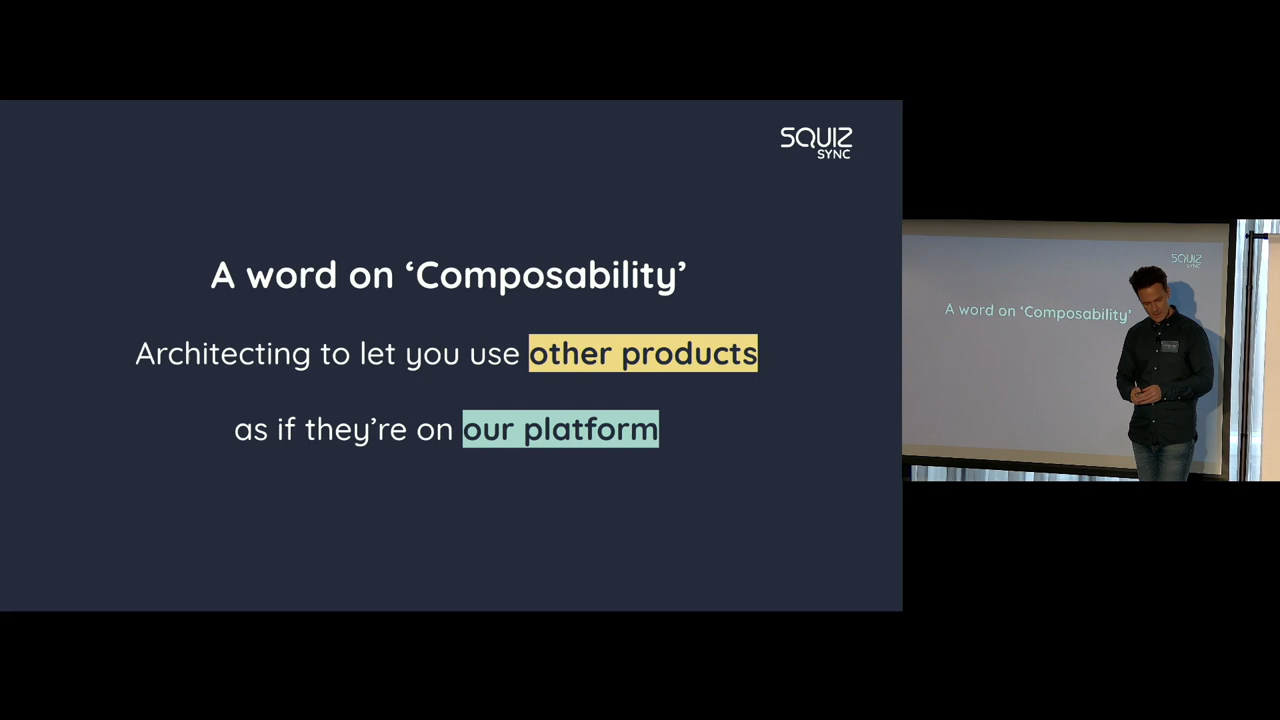 SQUIZ
SYNC
A word on ‘Composability’
Architecting to let you use other products
as if they’re on our platform
SQUIZ
SYNC
A word on ‘Composability’